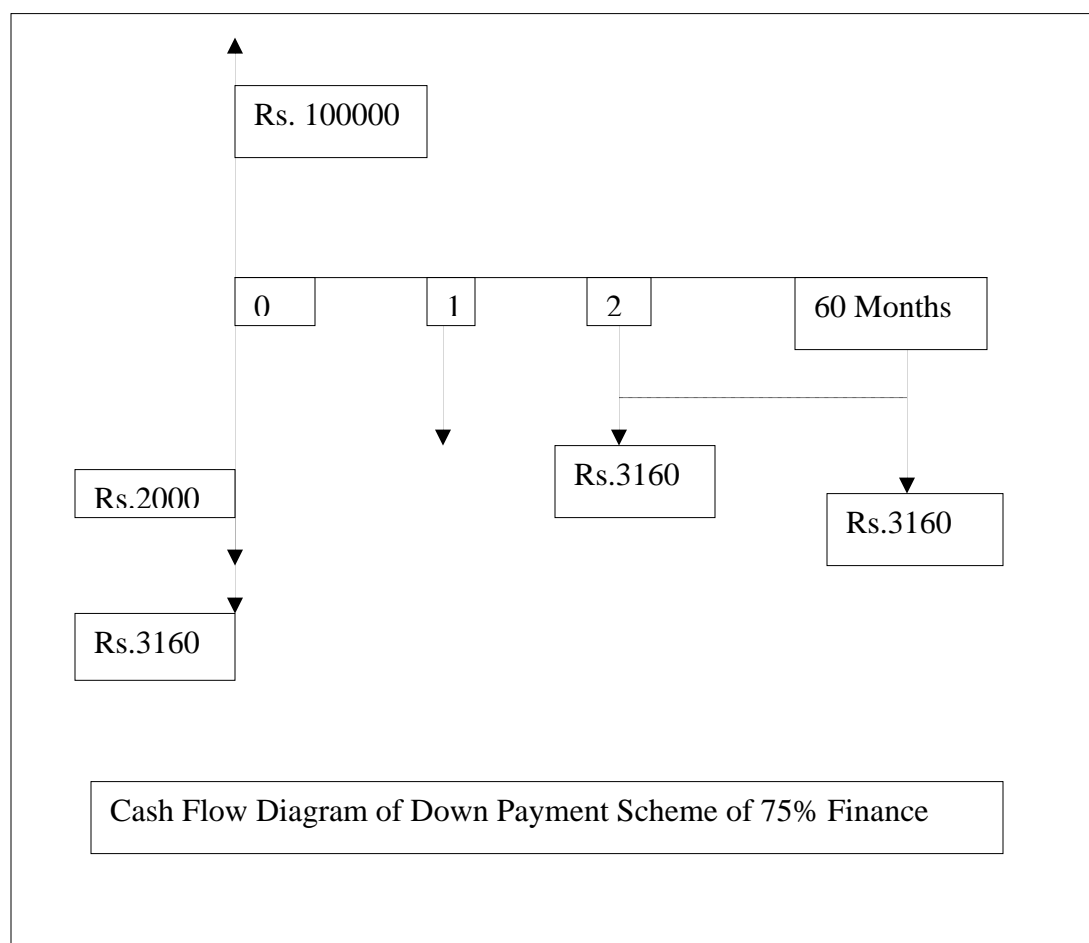 Rs. 100000
0
1
2
60 Months
Rs.2000
Rs.3160
Rs.3160
Rs.3160
Cash Flow Diagram of Down Payment Scheme of 75% Finance